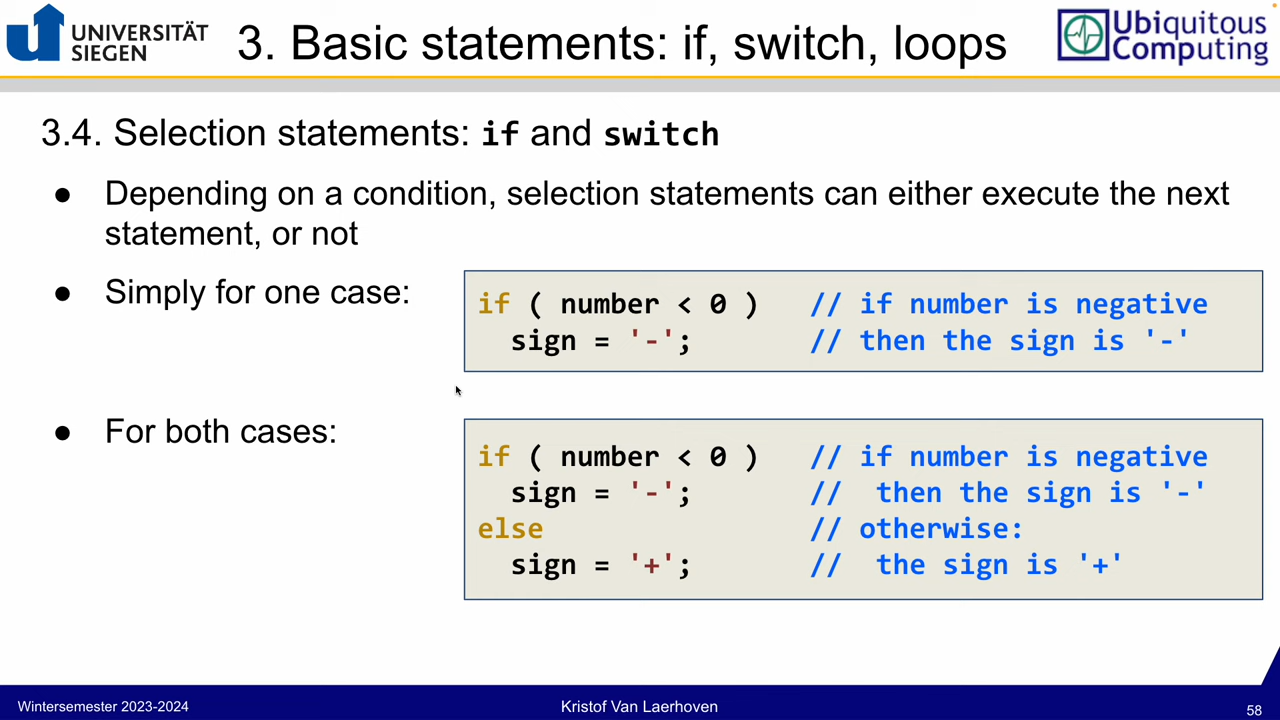 UNIVERSITÄT
SIEGEN
3. Basic statements: if, switch, loops
Ubiquitous
Computing
3.4. Selection statements: if and switch
● Depending on a condition, selection statements can either execute the next
statement, or not
● Simply for one case:
if ( number < 0 )   // if number is negative
  sign = '-';       // then the sign is '-'
● For both cases:
if ( number < 0 )   // if number is negative
  sign = '-';       //  then the sign is '-'
else                // otherwise:
  sign = '+';       //  the sign is '+'
Wintersemester 2023-2024
Kristof Van Laerhoven
58